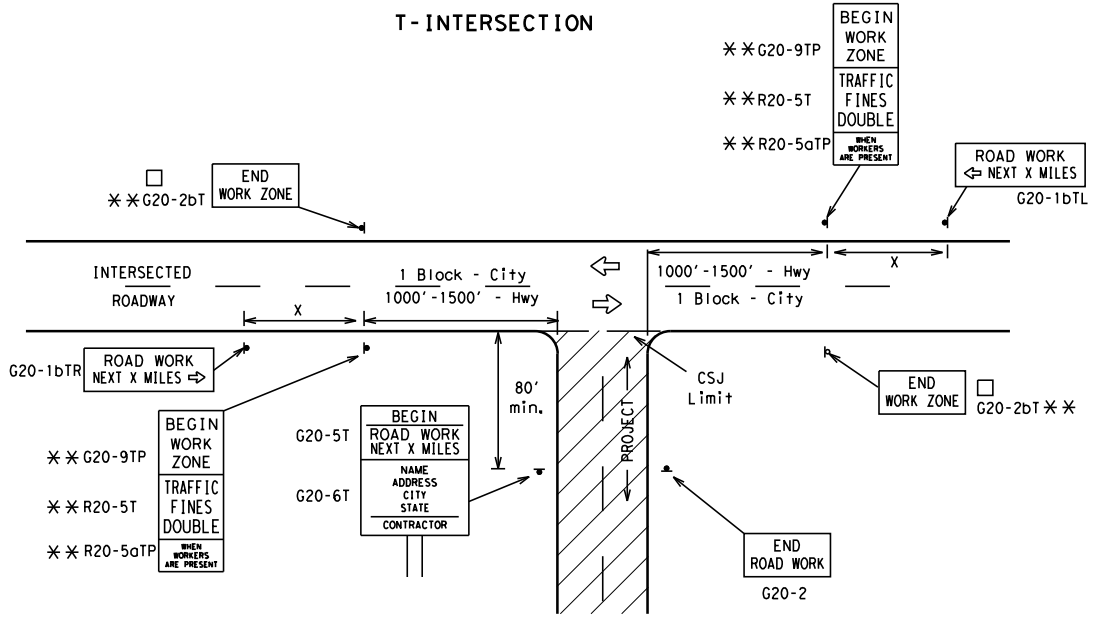 T-INTERSECTION
BEGIN
WORK
ZONE
TRAFFIC
FINES
DOUBLE
WHEN
WORKERS
ARE PRESENT
**G20-9TP
**R20-5T
**R20-5aTP
ROAD WORK
⇦ NEXT X MILES
G20-1bTL
END
WORK ZONE
□
**G20-2bT
INTERSECTED
ROADWAY
1 Block - City
1000'-1500' - Hwy
1000'-1500' - Hwy
1 Block - City
X
X
G20-1bTR
ROAD WORK
NEXT X MILES ⇨
80'
min.
CSJ
Limit
PROJECT
END
WORK ZONE
□
G20-2bT **
BEGIN
WORK
ZONE
TRAFFIC
FINES
DOUBLE
WHEN
WORKERS
ARE PRESENT
**G20-9TP
**R20-5T
**R20-5aTP
G20-5T
G20-6T
BEGIN
ROAD WORK
NEXT X MILES
NAME
ADDRESS
CITY
STATE
CONTRACTOR
END
ROAD WORK
G20-2